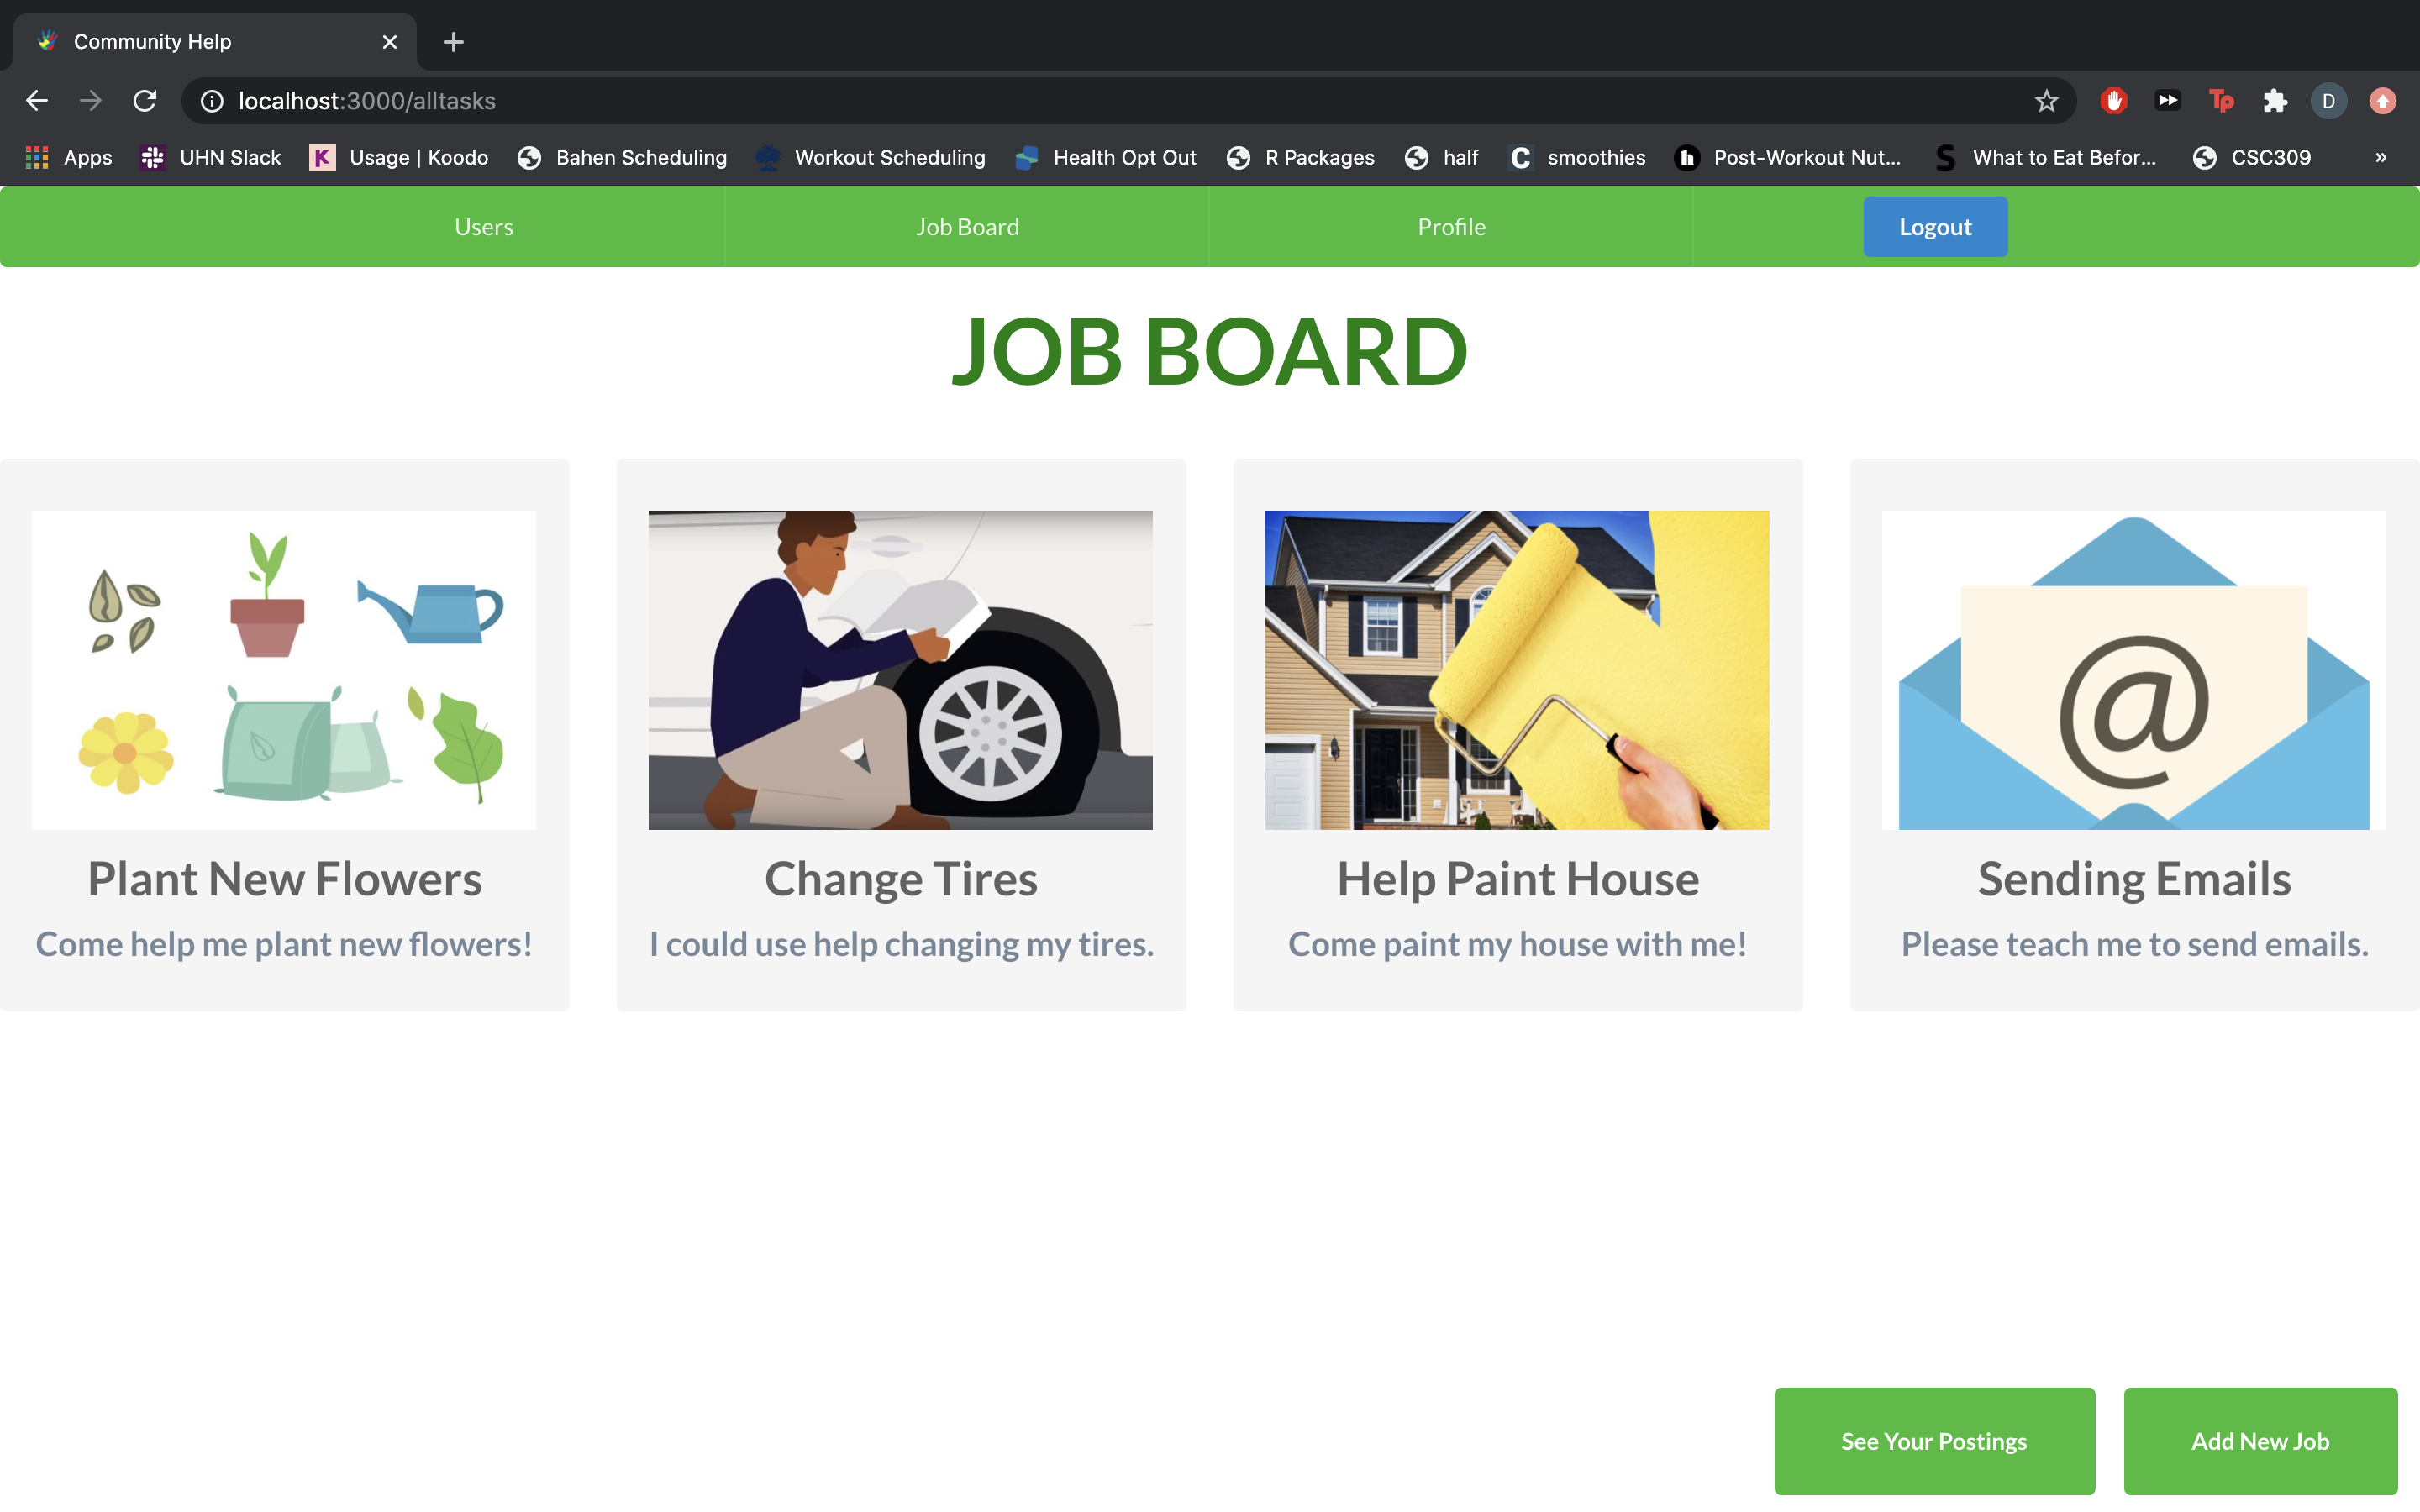 Community Help
localhost:3000/alltasks
D
Apps
UHN Slack
K Usage | Koodo
Bahen Scheduling
Workout Scheduling
Health Opt Out
R Packages
half
C smoothies
h Post-Workout Nut...
S What to Eat Befor...
CSC309
»
Users
Job Board
Profile
Logout
JOB BOARD
@
Plant New Flowers
Come help me plant new flowers!
Change Tires
I could use help changing my tires.
Help Paint House
Come paint my house with me!
Sending Emails
Please teach me to send emails.
See Your Postings
Add New Job